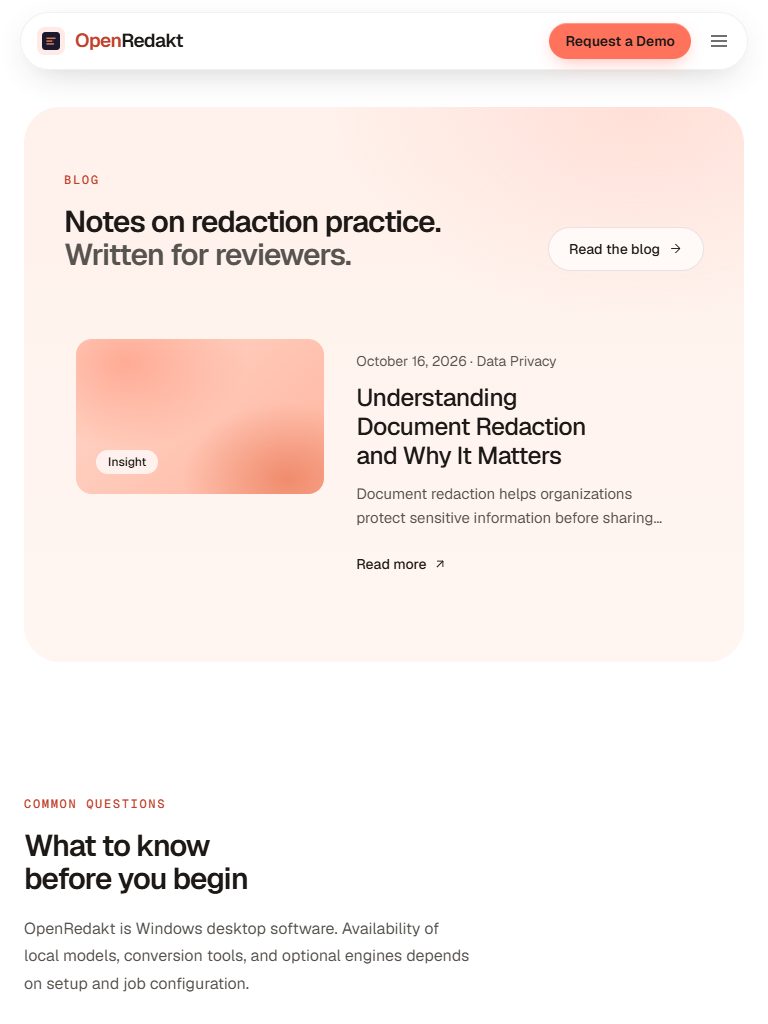 OpenRedakt
Request a Demo
BLOG
Notes on redaction practice.
Written for reviewers.
Read the blog
Insight
October 16, 2026 · Data Privacy
Understanding
Document Redaction
and Why It Matters
Document redaction helps organizations
protect sensitive information before sharing...
Read more
COMMON QUESTIONS
What to know
before you begin
OpenRedakt is Windows desktop software. Availability of
local models, conversion tools, and optional engines depends
on setup and job configuration.